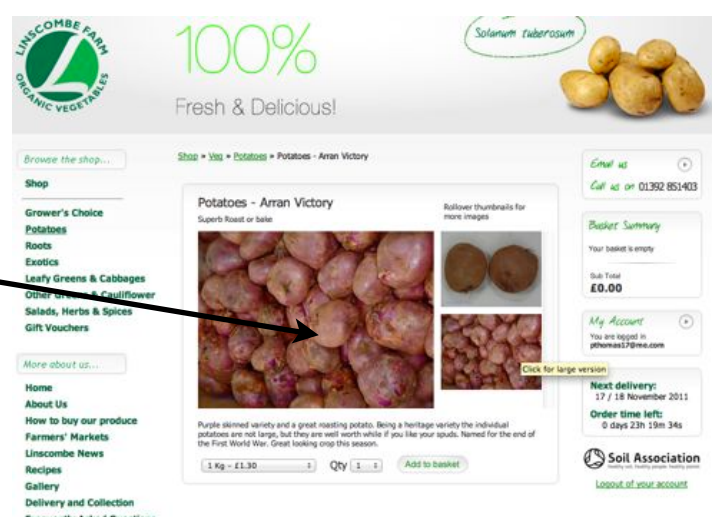 LINSCOMBE FARM
ORGANIC VEGETABLES
100%
Fresh & Delicious!
Solanum tuberosum
Browse the shop...
Shop
Grower's Choice
Potatoes
Roots
Exotics
Leafy Greens & Cabbages
Other Greens & Cauliflower
Salads, Herbs & Spices
Gift Vouchers
More about us...
Home
About Us
How to buy our produce
Farmers' Markets
Linscombe News
Recipes
Gallery
Delivery and Collection
Shop » Veg » Potatoes » Potatoes - Arran Victory
Potatoes - Arran Victory
Superb Roast or bake
Rollover thumbnails for
more images
Click for large version
Purple skinned variety and a great roasting potato. Being a heritage variety the individual
potatoes are not large, but they are well worth while if you like your spuds. Named for the end of
the First World War. Great looking crop this season.
1 Kg - £1.30
Qty 1
Add to basket
Email us
Call us on 01392 851403
Basket Summary
Your basket is empty
Sub Total
£0.00
My Account
You are logged in
pthomas17@me.com
Next delivery:
17 / 18 November 2011
Order time left:
0 days 23h 19m 34s
Soil Association
healthy soil, healthy people, healthy planet
Logout of your account